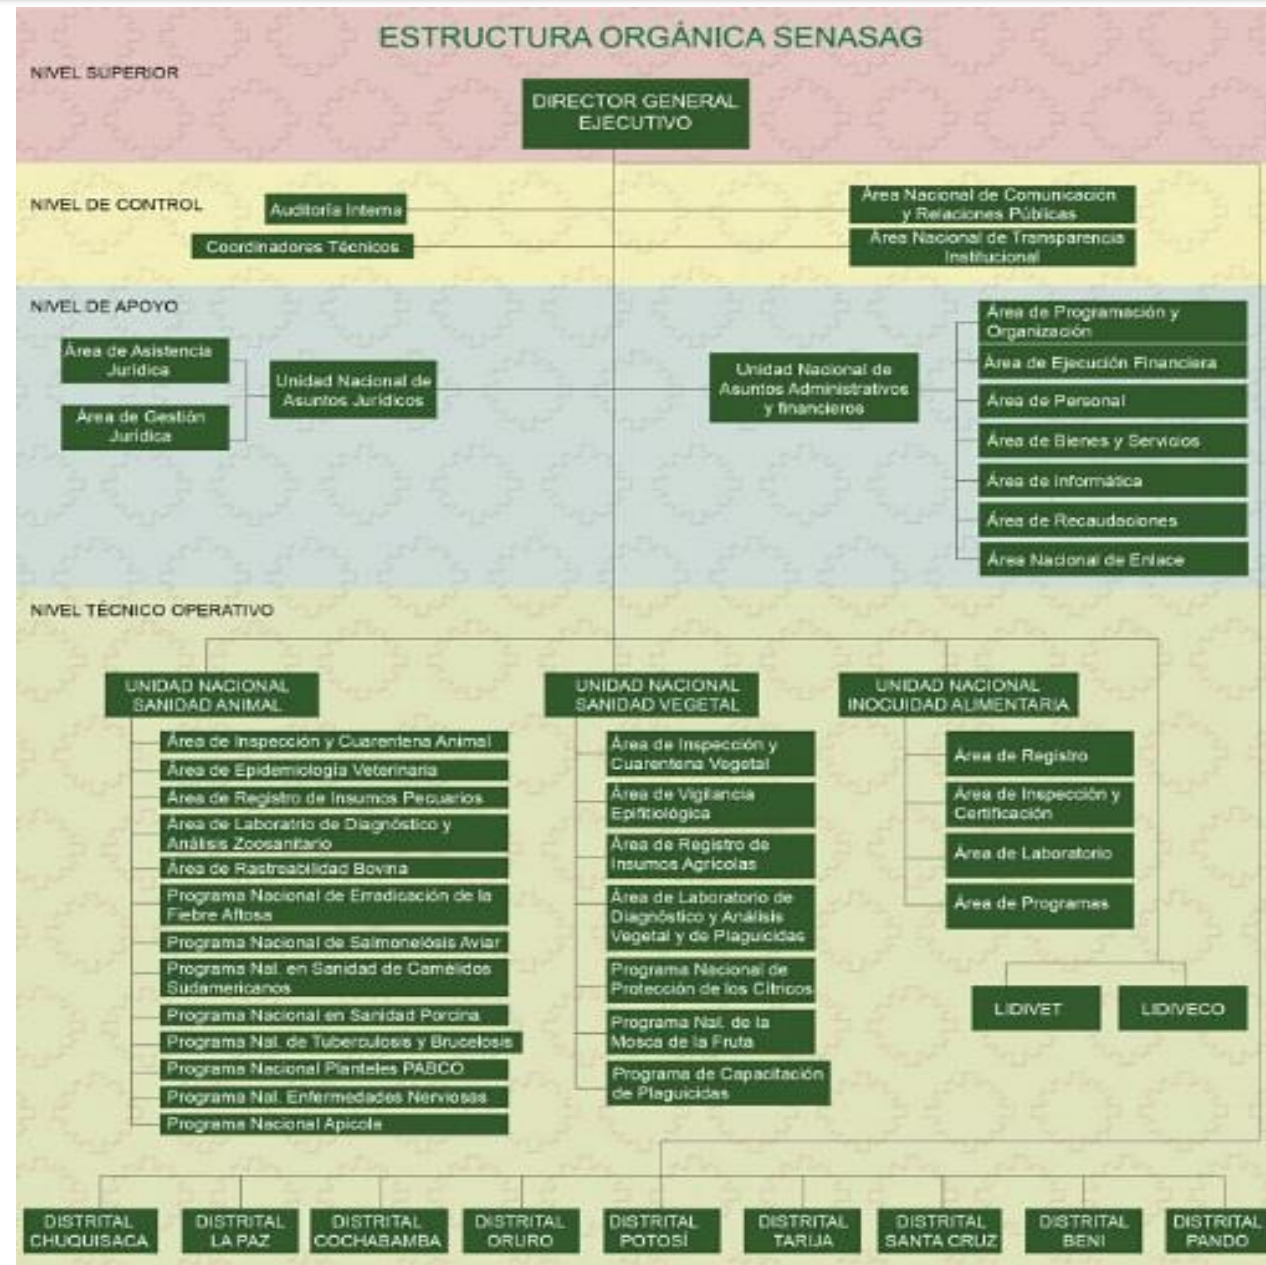 ESTRUCTURA ORGÁNICA SENASAG
NIVEL SUPERIOR
DIRECTOR GENERAL
EJECUTIVO
NIVEL DE CONTROL
Auditoría Interna
Coordinadores Técnicos
Área Nacional de Comunicación
y Relaciones Públicas
Área Nacional de Transparencia
Institucional
NIVEL DE APOYO
Área de Asistencia
Jurídica
Área de Gestión
Jurídica
Unidad Nacional de
Asuntos Jurídicos
Unidad Nacional de
Asuntos Administrativos
y financieros
Área de Programación y
Organización
Área de Ejecución Financiera
Área de Personal
Área de Bienes y Servicios
Área de Informática
Área de Recaudaciones
Área Nacional de Enlace
NIVEL TÉCNICO OPERATIVO
UNIDAD NACIONAL
SANIDAD ANIMAL
Área de Inspección y Cuarentena Animal
Área de Epidemiología Veterinaria
Área de Registro de Insumos Pecuarios
Área de Laboratrio de Diagnóstico y
Análisis Zoosanitario
Área de Rastreabilidad Bovina
Programa Nacional de Erradicación de la
Fiebre Aftosa
Programa Nacional de Salmonelósis Aviar
Programa Nal. en Sanidad de Camélidos
Sudamericanos
Programa Nacional en Sanidad Porcina
Programa Nal. de Tuberculosis y Brucelosis
Programa Nacional Planteles PABCO
Programa Nal. Enfermedades Nerviosas
Programa Nacional Apicola
UNIDAD NACIONAL
SANIDAD VEGETAL
Área de Inspección y
Cuarentena Vegetal
Área de Vigilancia
Epifitiológica
Área de Registro de
Insumos Agrícolas
Área de Laboratorio de
Diagnóstico y Análisis
Vegetal y de Plaguicidas
Programa Nacional de
Protección de los Cítricos
Programa Nal. de la
Mosca de la Fruta
Programa de Capacitación
de Plaguicidas
UNIDAD NACIONAL
INOCUIDAD ALIMENTARIA
Área de Registro
Área de Inspección y
Certificación
Área de Laboratorio
Área de Programas
LIDIVET
LIDIVECO
DISTRITAL
CHUQUISACA
DISTRITAL
LA PAZ
DISTRITAL
COCHABAMBA
DISTRITAL
ORURO
DISTRITAL
POTOSÍ
DISTRITAL
TARIJA
DISTRITAL
SANTA CRUZ
DISTRITAL
BENI
DISTRITAL
PANDO